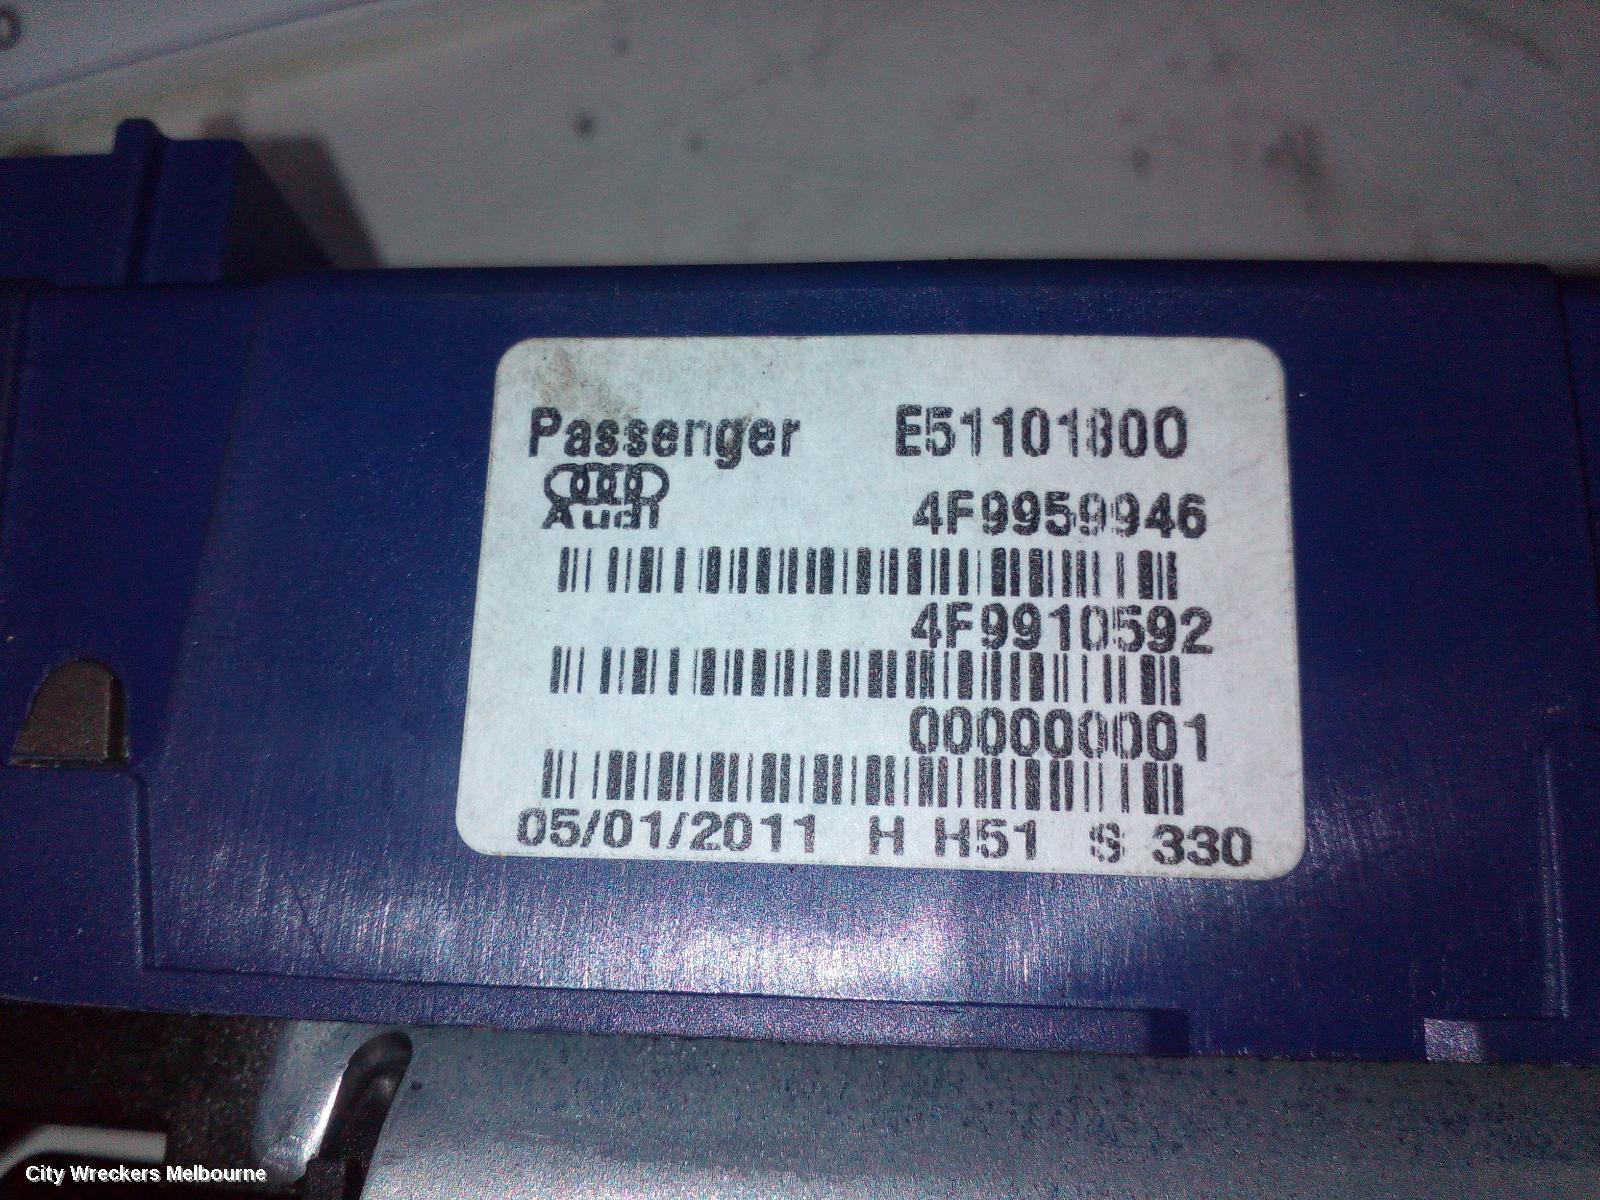 Passenger E51101800
Audi 4F9959946
4F9910592
000000001
05/01/2011 H H51 S 330
City Wreckers Melbourne